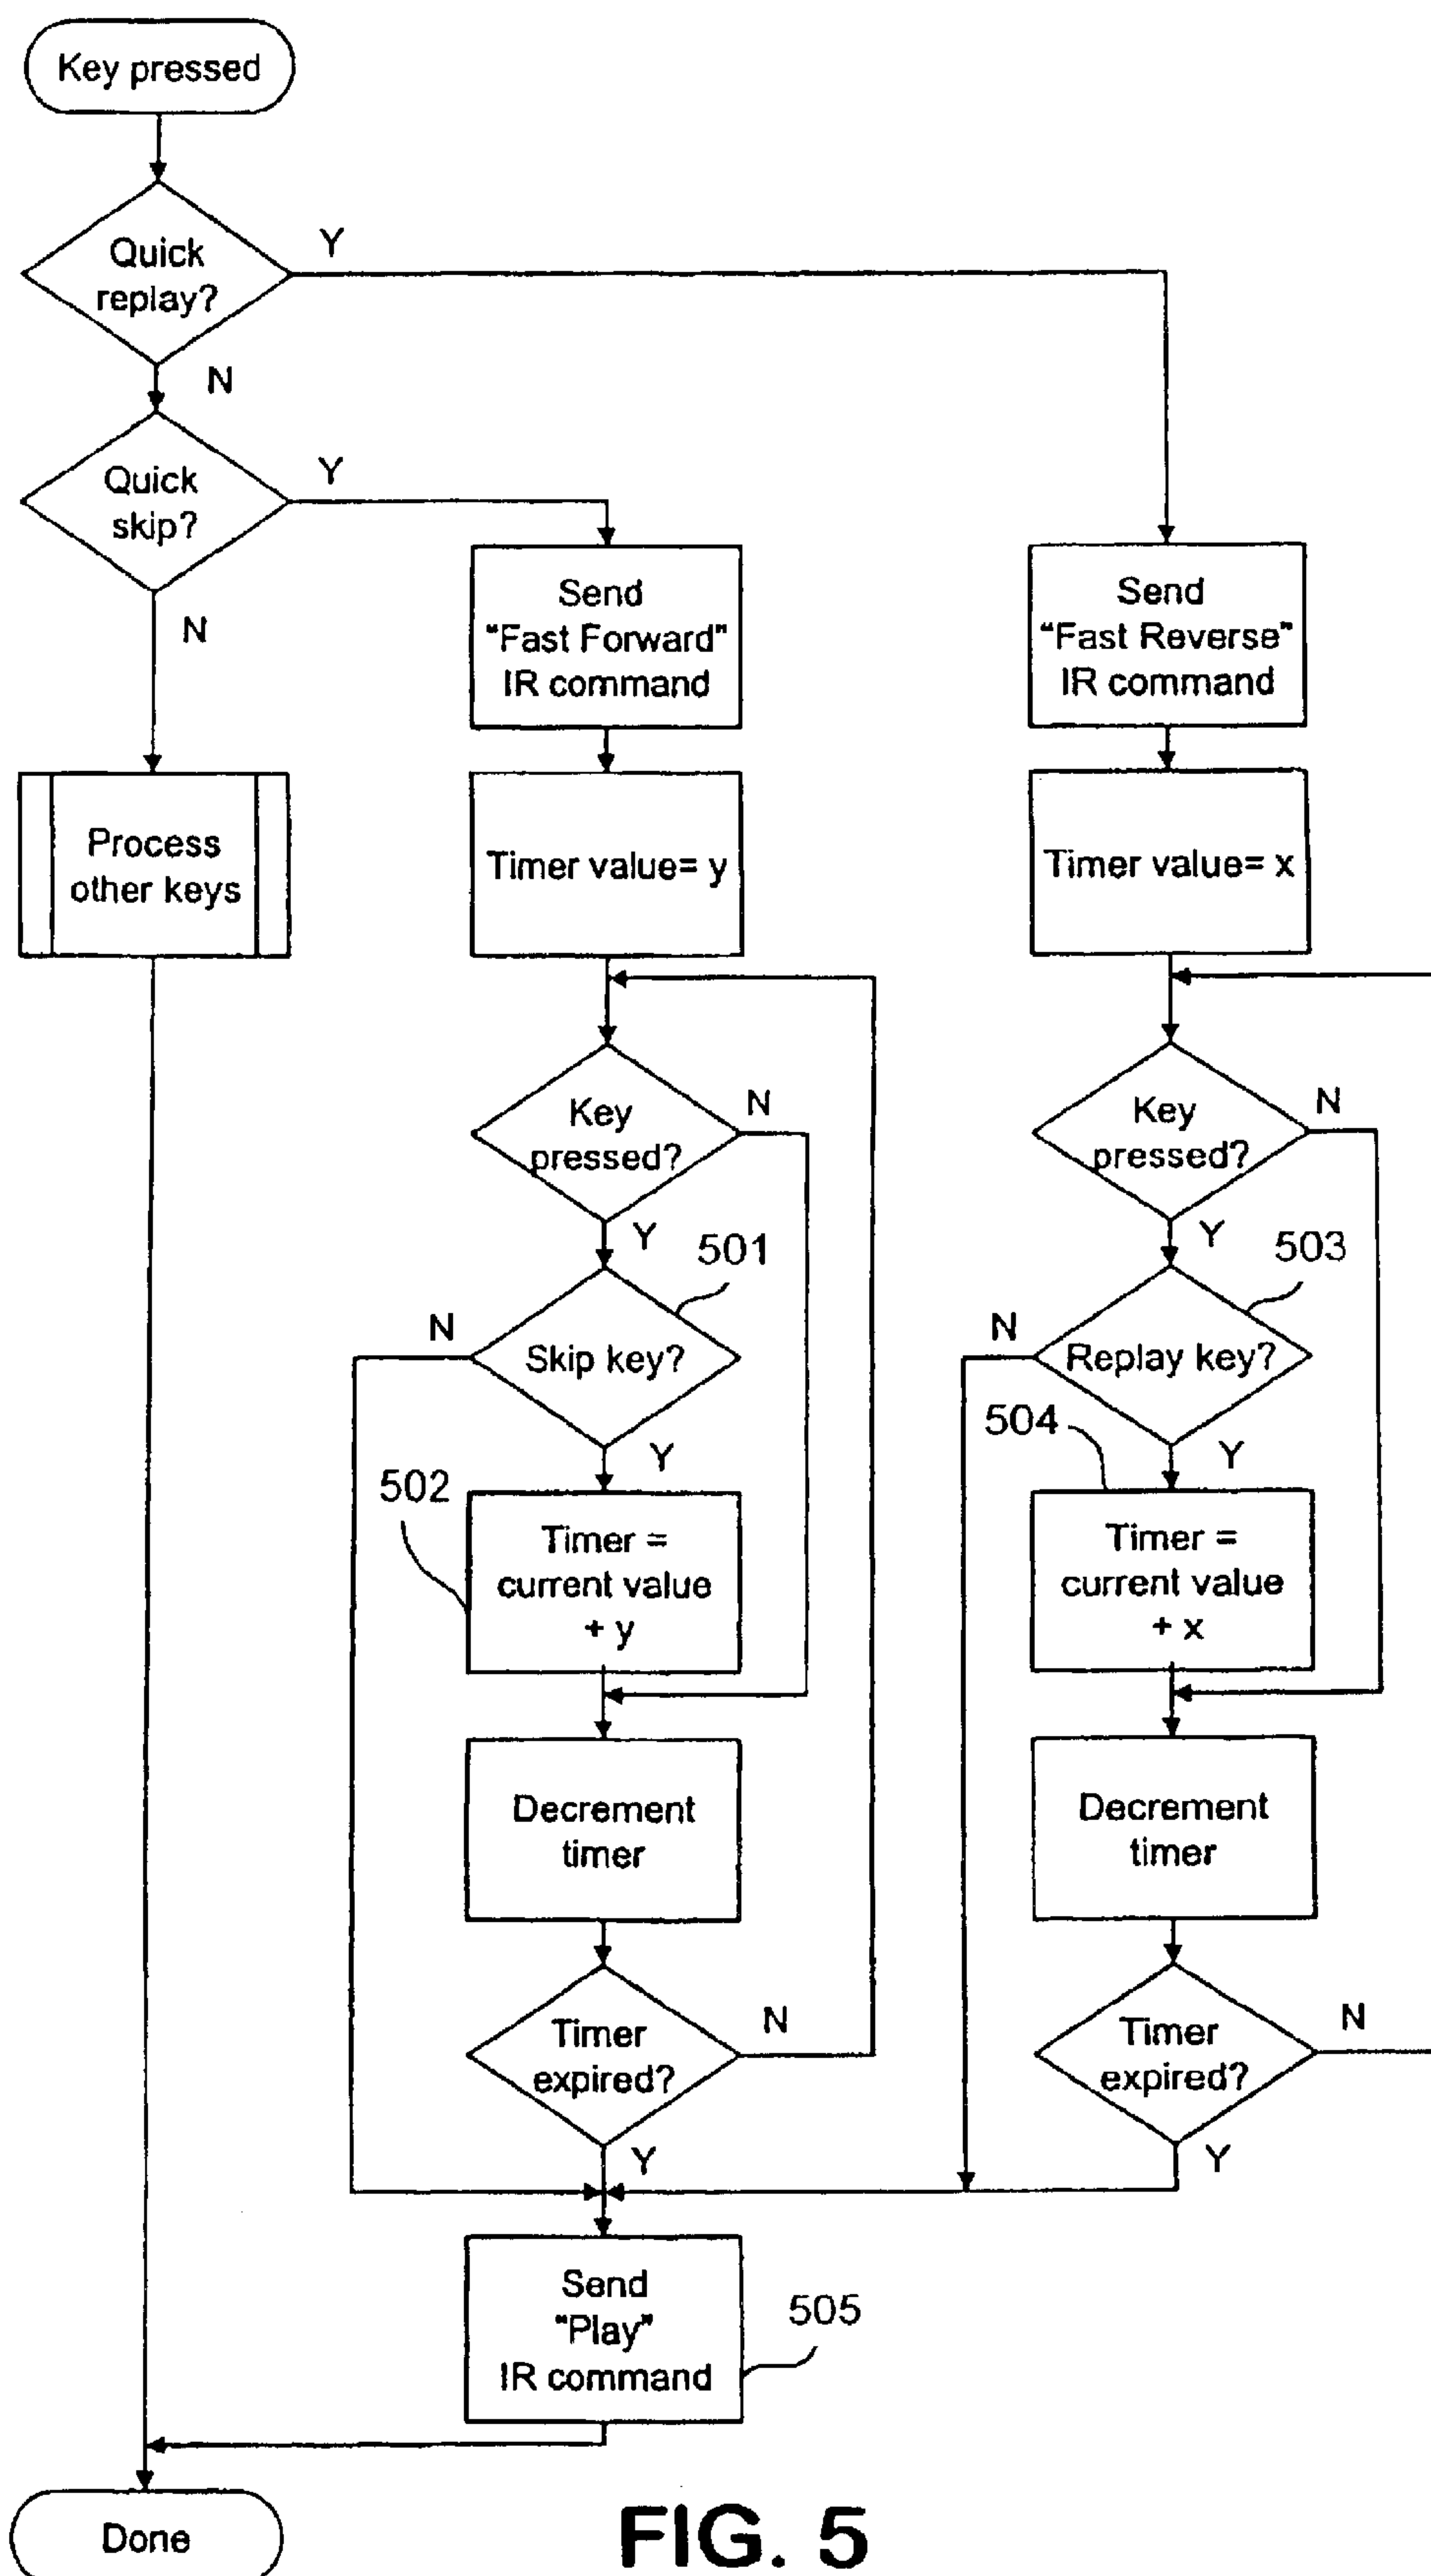 Key pressed
Quick
replay?
Y
N
Quick
skip?
Y
N
Process
other keys
Send
"Fast Forward"
IR command
Timer value= y
Key
pressed?
N
Y
501
Skip key?
N
Y
502
Timer =
current value
+ y
Decrement
timer
Timer
expired?
N
Y
Send
"Fast Reverse"
IR command
Timer value= x
Key
pressed?
N
Y
503
Replay key?
N
Y
504
Timer =
current value
+ x
Decrement
timer
Timer
expired?
N
Y
Send
"Play"
IR command
505
Done
FIG. 5